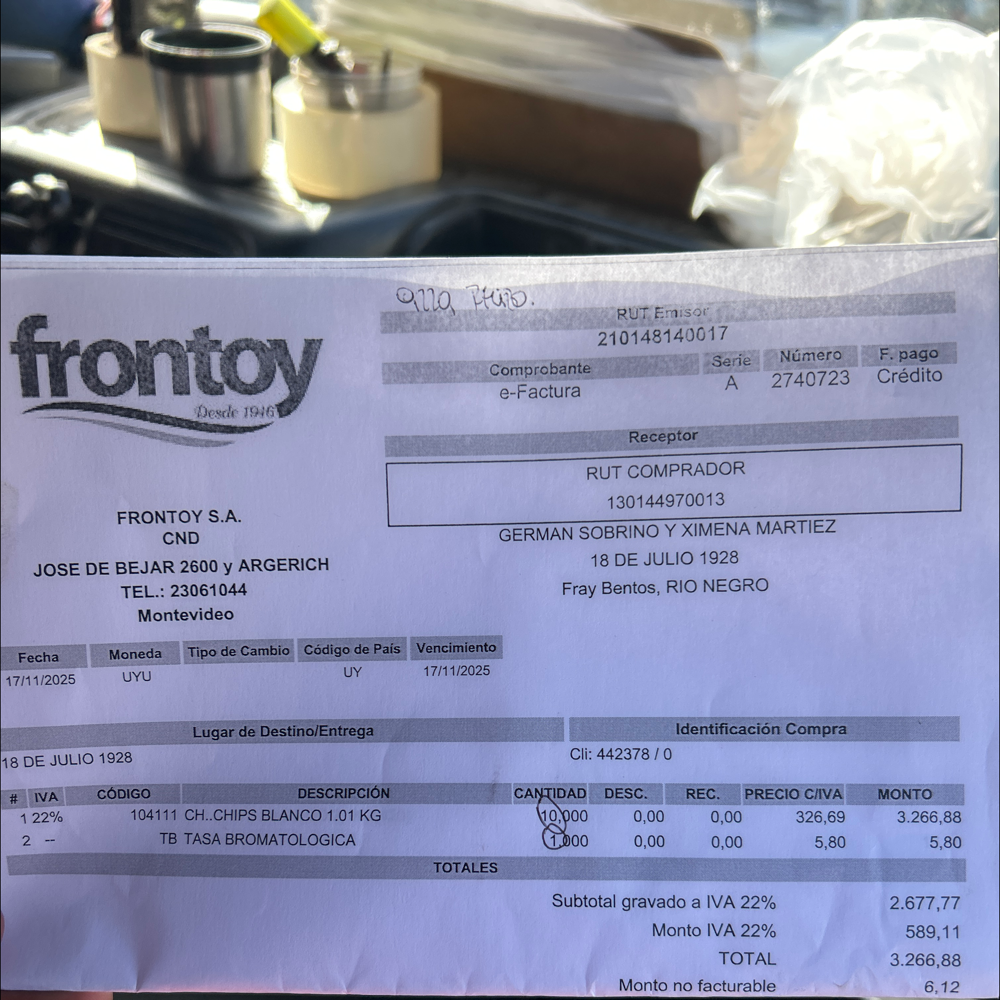 frontoy
Desde 1946
RUT Emisor
210148140017
Comprobante Serie Número F. pago
e-Factura A 2740723 Crédito
Receptor
RUT COMPRADOR
130144970013
GERMAN SOBRINO Y XIMENA MARTIEZ
18 DE JULIO 1928
Fray Bentos, RIO NEGRO
FRONTOY S.A.
CND
JOSE DE BEJAR 2600 y ARGERICH
TEL.: 23061044
Montevideo
Fecha Moneda Tipo de Cambio Código de País Vencimiento
17/11/2025 UYU UY 17/11/2025
Lugar de Destino/Entrega Identificación Compra
18 DE JULIO 1928 Cli: 442378 / 0
# IVA CÓDIGO DESCRIPCIÓN CANTIDAD DESC. REC. PRECIO C/IVA MONTO
1 22% 104111 CH..CHIPS BLANCO 1.01 KG 10,000 0,00 0,00 326,69 3.266,88
2 -- TB TASA BROMATOLOGICA 1,000 0,00 0,00 5,80 5,80
TOTALES
Subtotal gravado a IVA 22% 2.677,77
Monto IVA 22% 589,11
TOTAL 3.266,88
Monto no facturable 6,12